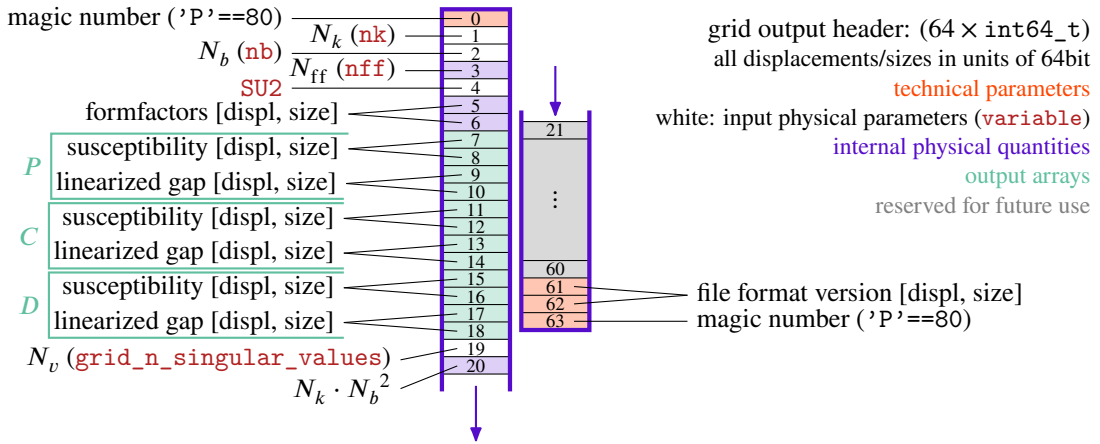 magic number ('P'==80)
N_k (nk)
N_b (nb)
N_ff (nff)
SU2
formfactors [displ, size]
P
susceptibility [displ, size]
linearized gap [displ, size]
C
susceptibility [displ, size]
linearized gap [displ, size]
D
susceptibility [displ, size]
linearized gap [displ, size]
N_v (grid_n_singular_values)
N_k · N_b²
0
1
2
3
4
5
6
7
8
9
10
11
12
13
14
15
16
17
18
19
20
21
⋮
60
61
62
63
file format version [displ, size]
magic number ('P'==80)
grid output header: (64 × int64_t)
all displacements/sizes in units of 64bit
technical parameters
white: input physical parameters (variable)
internal physical quantities
output arrays
reserved for future use